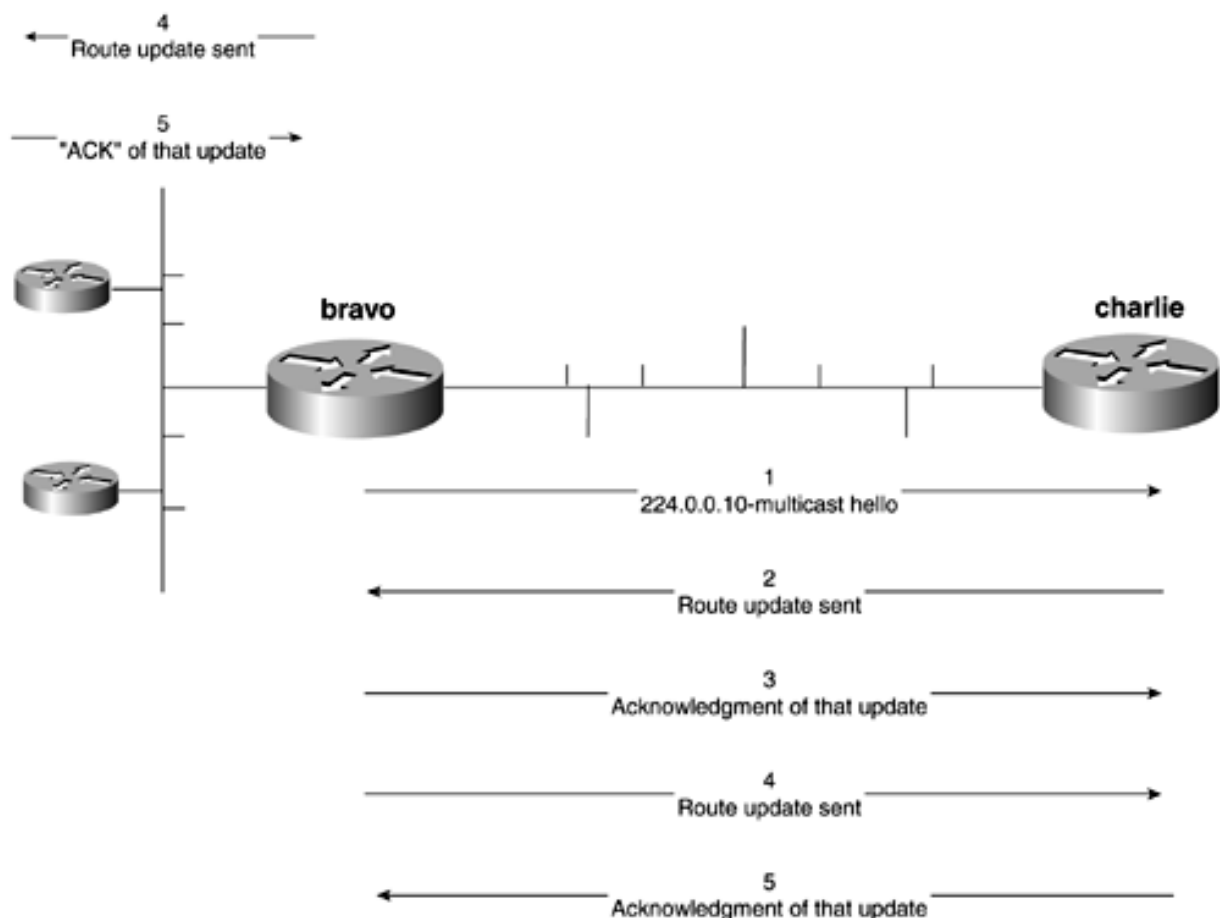 4
Route update sent
5
"ACK" of that update
bravo
charlie
1
224.0.0.10-multicast hello
2
Route update sent
3
Acknowledgment of that update
4
Route update sent
5
Acknowledgment of that update